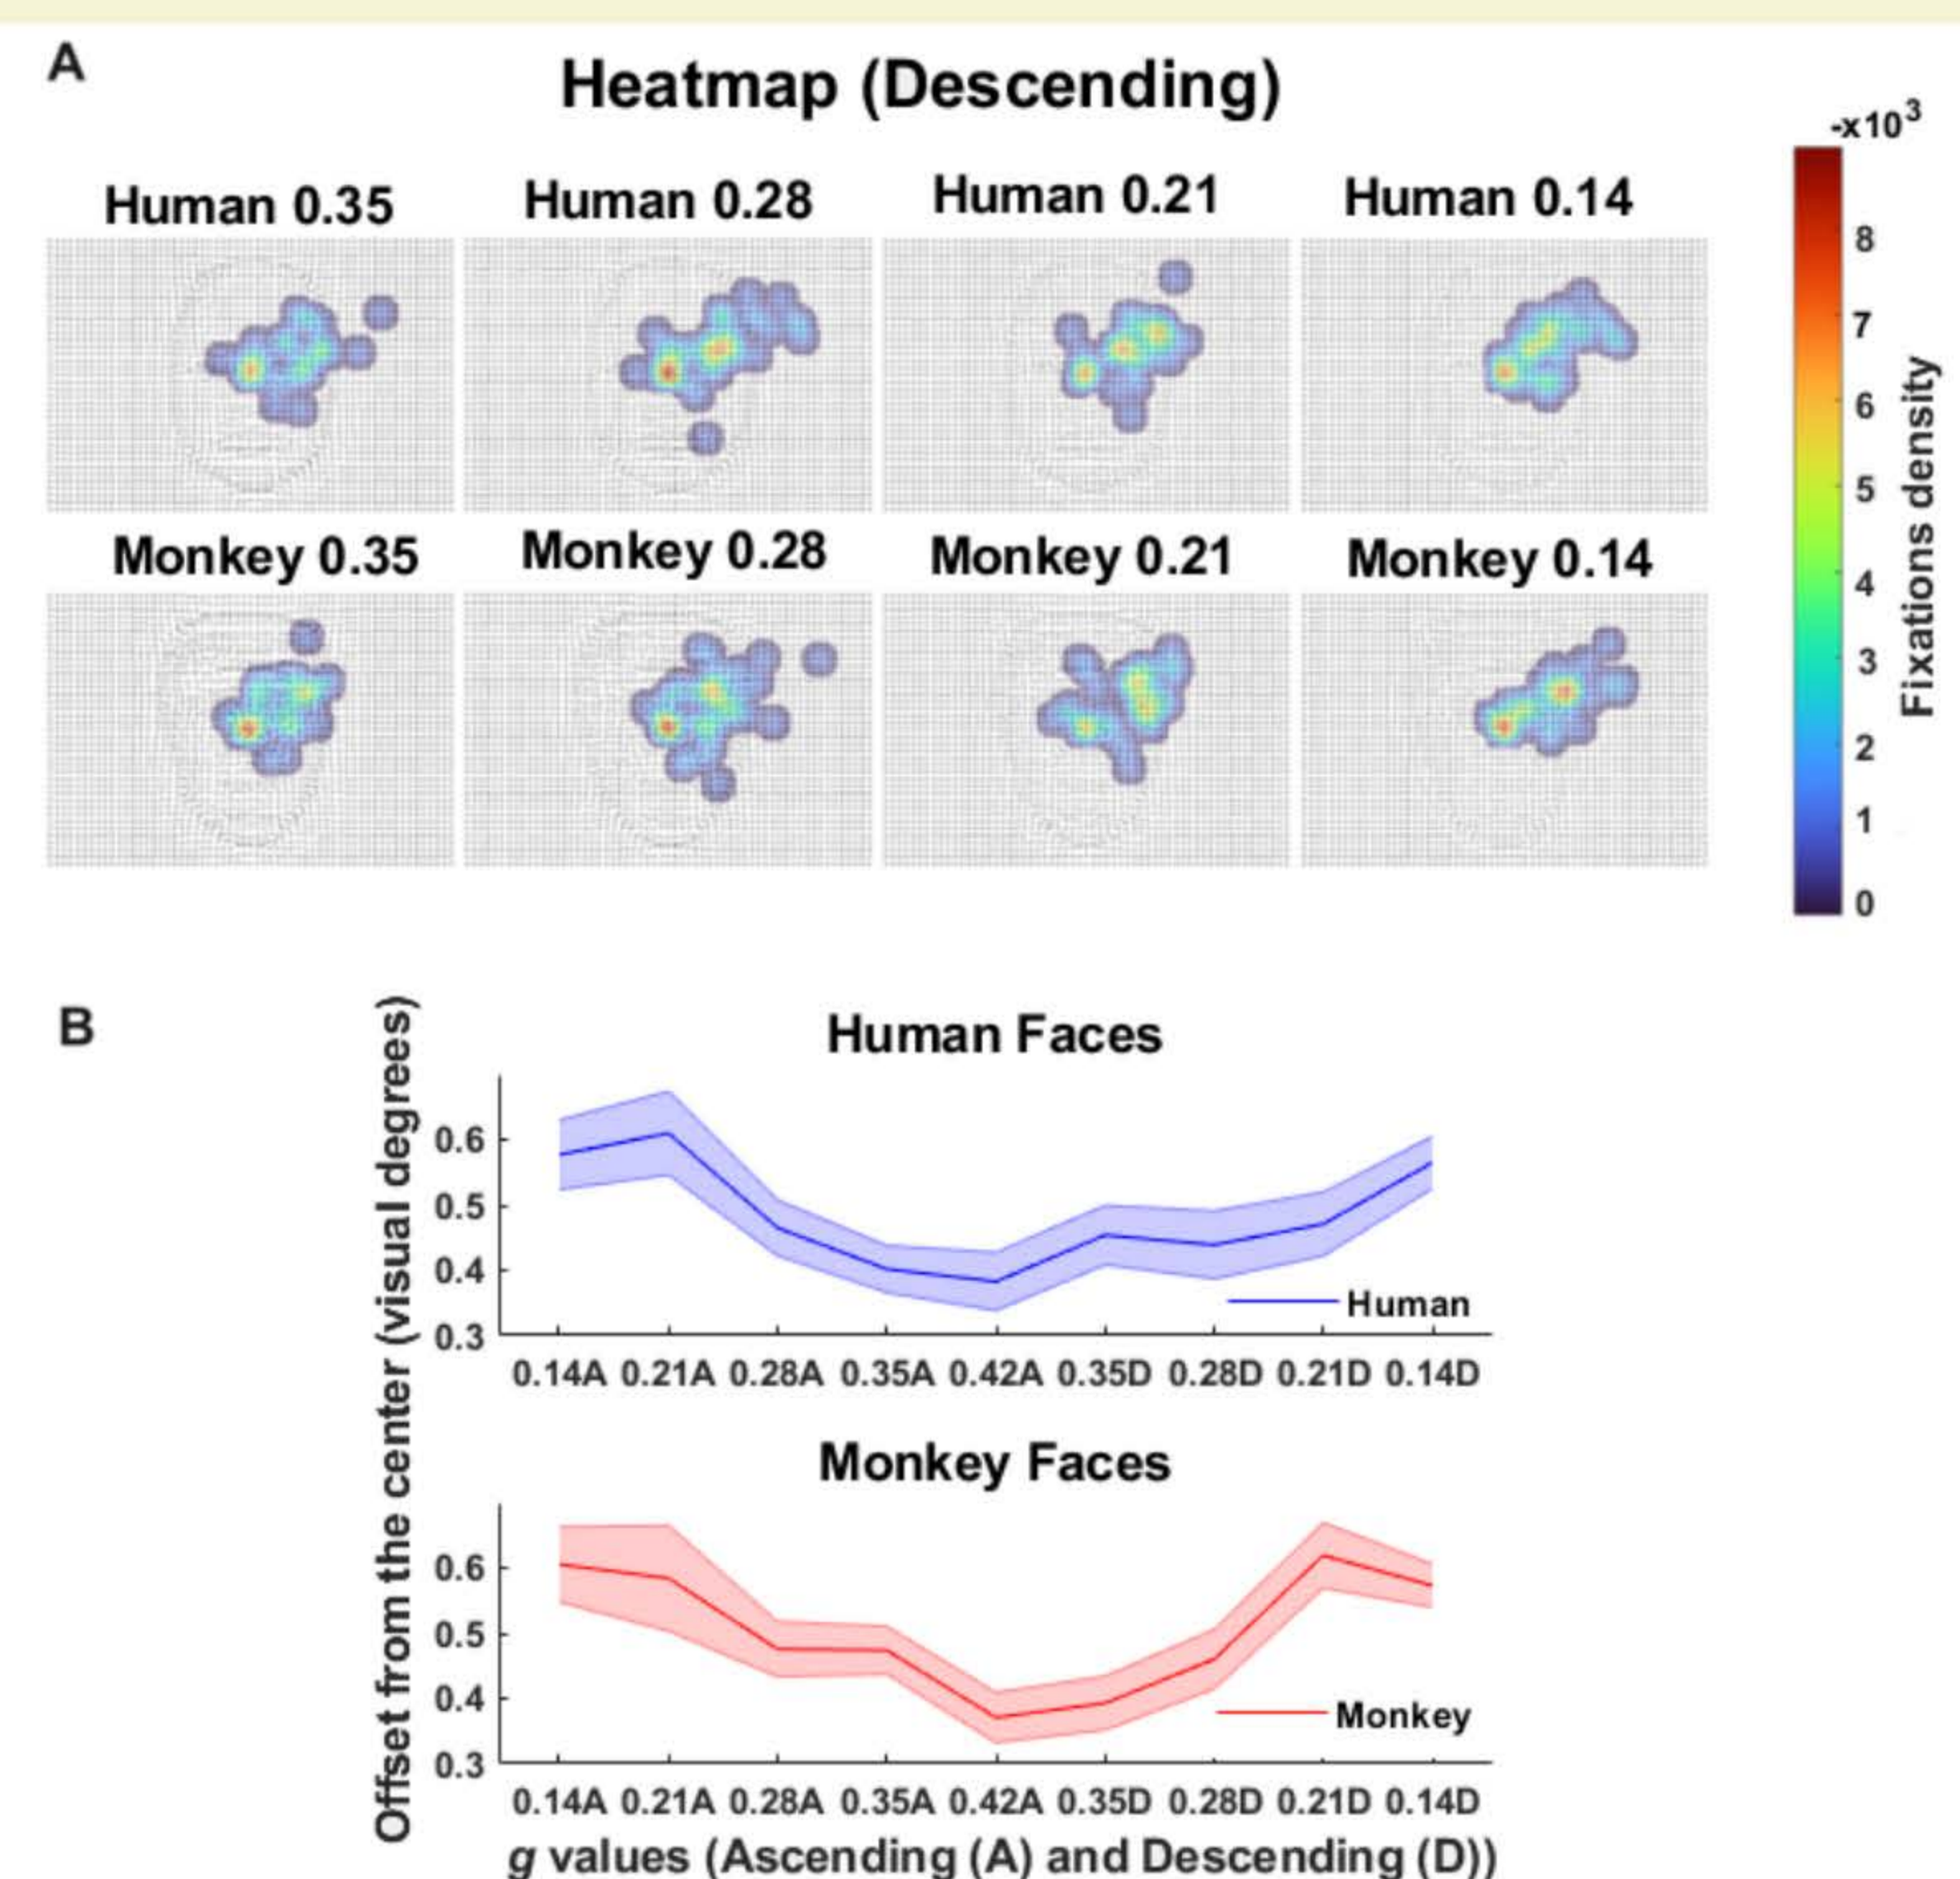 A
Heatmap (Descending)
-x10³
Human 0.35 Human 0.28 Human 0.21 Human 0.14
Monkey 0.35 Monkey 0.28 Monkey 0.21 Monkey 0.14
8
7
6
5
4
3
2
1
0
Fixations density
B
Offset from the center (visual degrees)
Human Faces
0.6
0.5
0.4
0.3
Human
0.14A 0.21A 0.28A 0.35A 0.42A 0.35D 0.28D 0.21D 0.14D
Monkey Faces
0.6
0.5
0.4
0.3
Monkey
0.14A 0.21A 0.28A 0.35A 0.42A 0.35D 0.28D 0.21D 0.14D
g values (Ascending (A) and Descending (D))